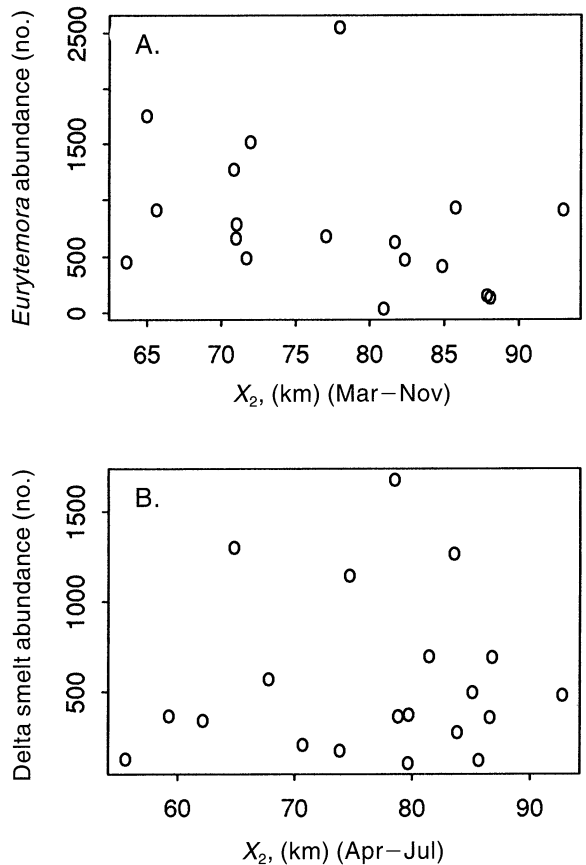 A.
Eurytemora abundance (no.)
2500
1500
500
0
65 70 75 80 85 90
X2, (km) (Mar–Nov)
B.
Delta smelt abundance (no.)
1500
1000
500
60 70 80 90
X2, (km) (Apr–Jul)